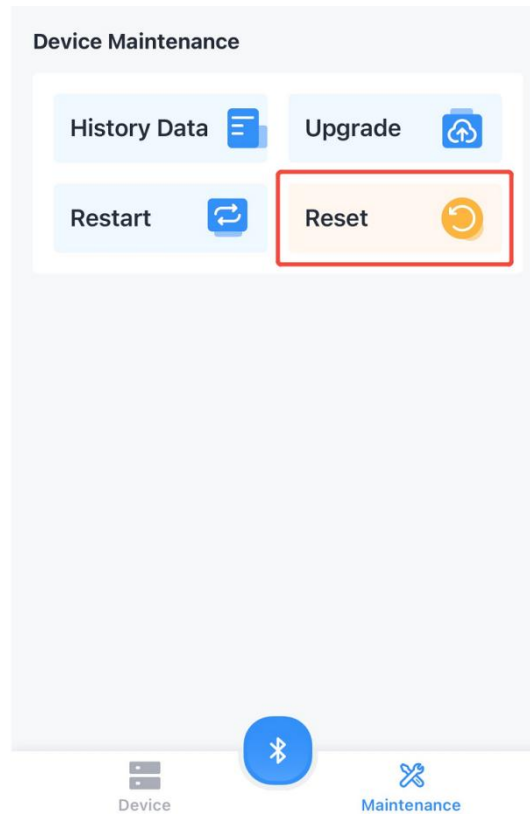 Device Maintenance
History Data
Upgrade
Restart
Reset
Device
Maintenance